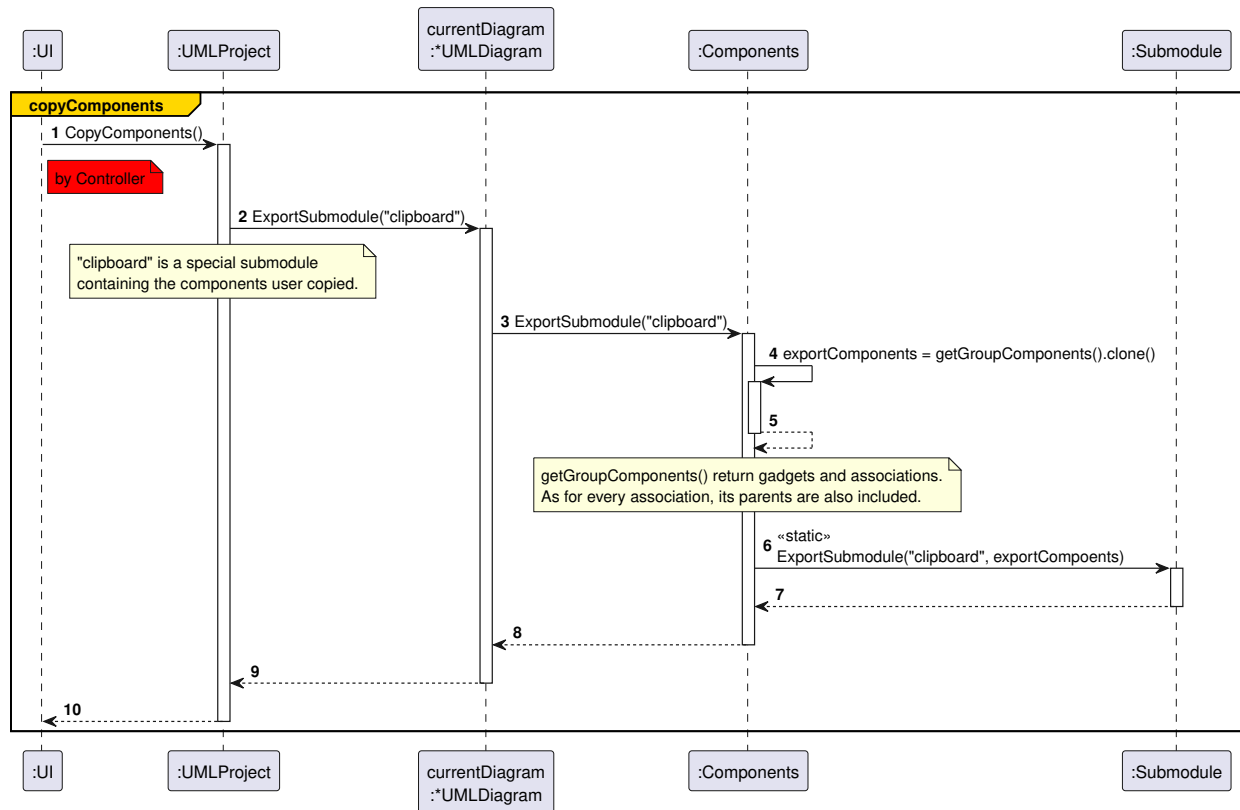 :UI
:UMLProject
currentDiagram
:*UMLDiagram
:Components
:Submodule
copyComponents
1 CopyComponents()
by Controller
2 ExportSubmodule("clipboard")
"clipboard" is a special submodule
containing the components user copied.
3 ExportSubmodule("clipboard")
4 exportComponents = getGroupComponents().clone()
5
getGroupComponents() return gadgets and associations.
As for every association, its parents are also included.
«static»
6 ExportSubmodule("clipboard", exportCompoents)
7
8
9
10
:UI
:UMLProject
currentDiagram
:*UMLDiagram
:Components
:Submodule